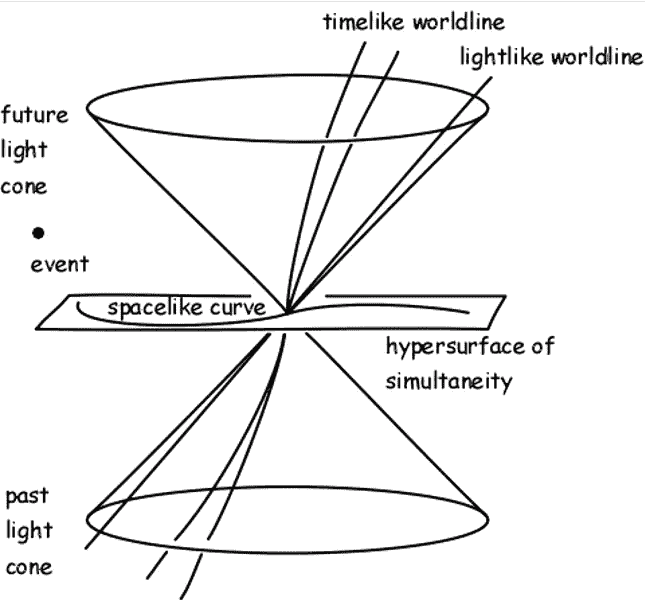 timelike worldline
lightlike worldline
future
light
cone
event
spacelike curve
hypersurface of
simultaneity
past
light
cone